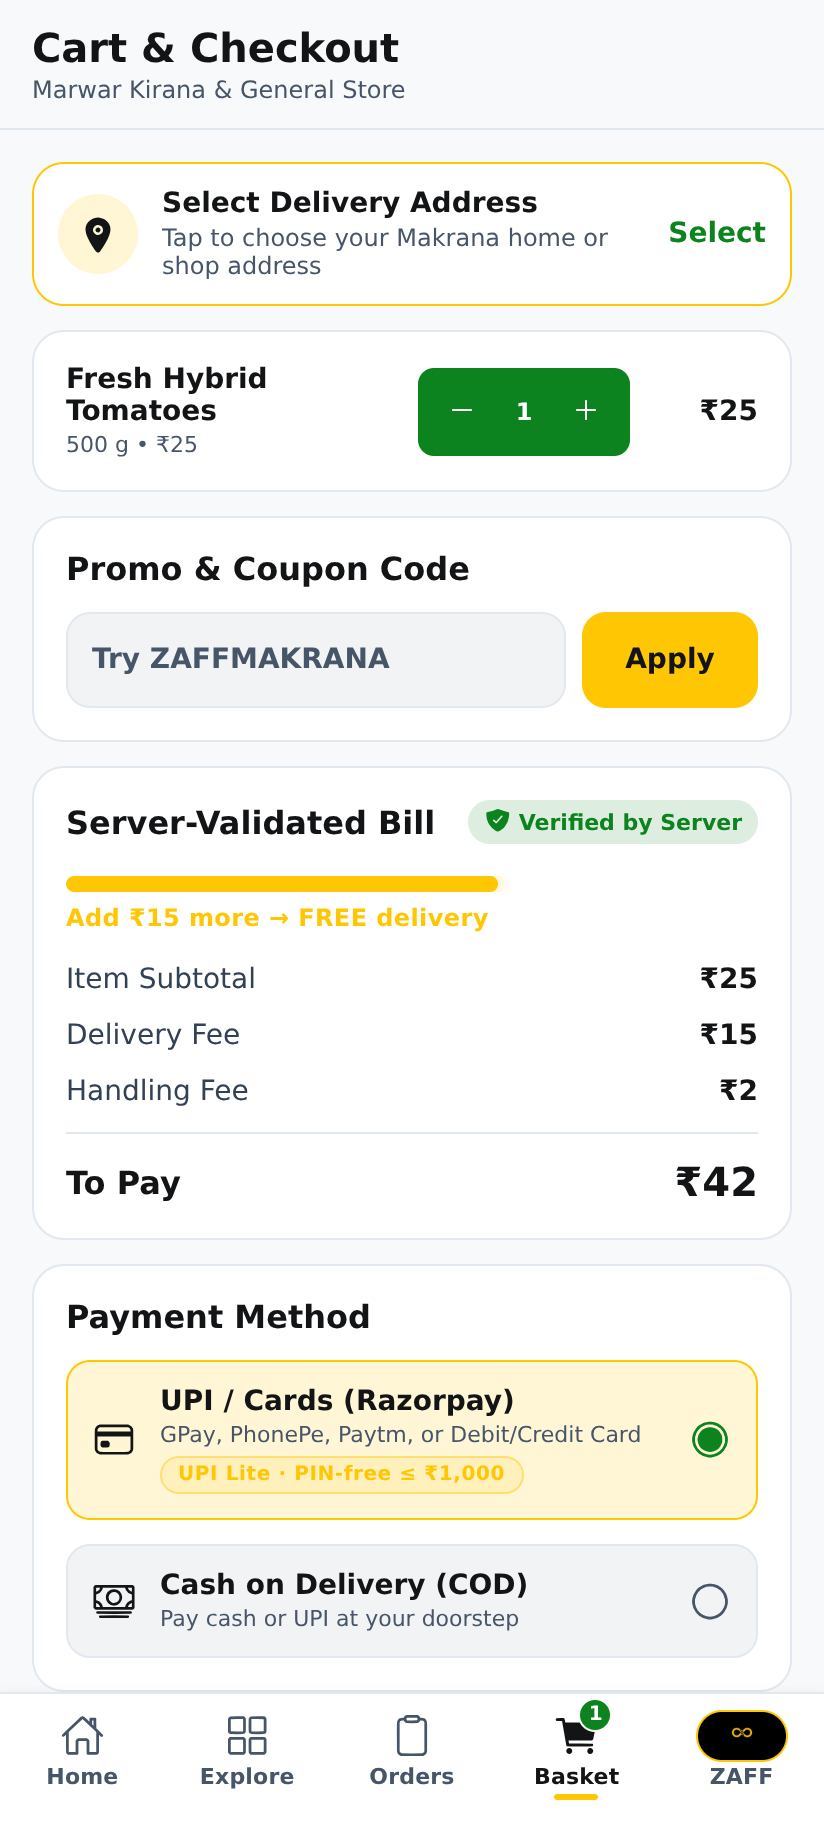 Cart & Checkout
Marwar Kirana & General Store
Select Delivery Address
Tap to choose your Makrana home or
shop address
Select
Fresh Hybrid
Tomatoes
500 g • ₹25
1
₹25
Promo & Coupon Code
Try ZAFFMAKRANA
Apply
Server-Validated Bill
Verified by Server
Add ₹15 more → FREE delivery
Item Subtotal ₹25
Delivery Fee ₹15
Handling Fee ₹2
To Pay ₹42
Payment Method
UPI / Cards (Razorpay)
GPay, PhonePe, Paytm, or Debit/Credit Card
UPI Lite · PIN-free ≤ ₹1,000
Cash on Delivery (COD)
Pay cash or UPI at your doorstep
1
Home Explore Orders Basket ZAFF